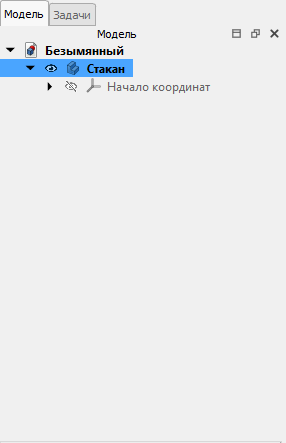 Модель Задачи
Модель
Безымянный
Стакан
Начало координат